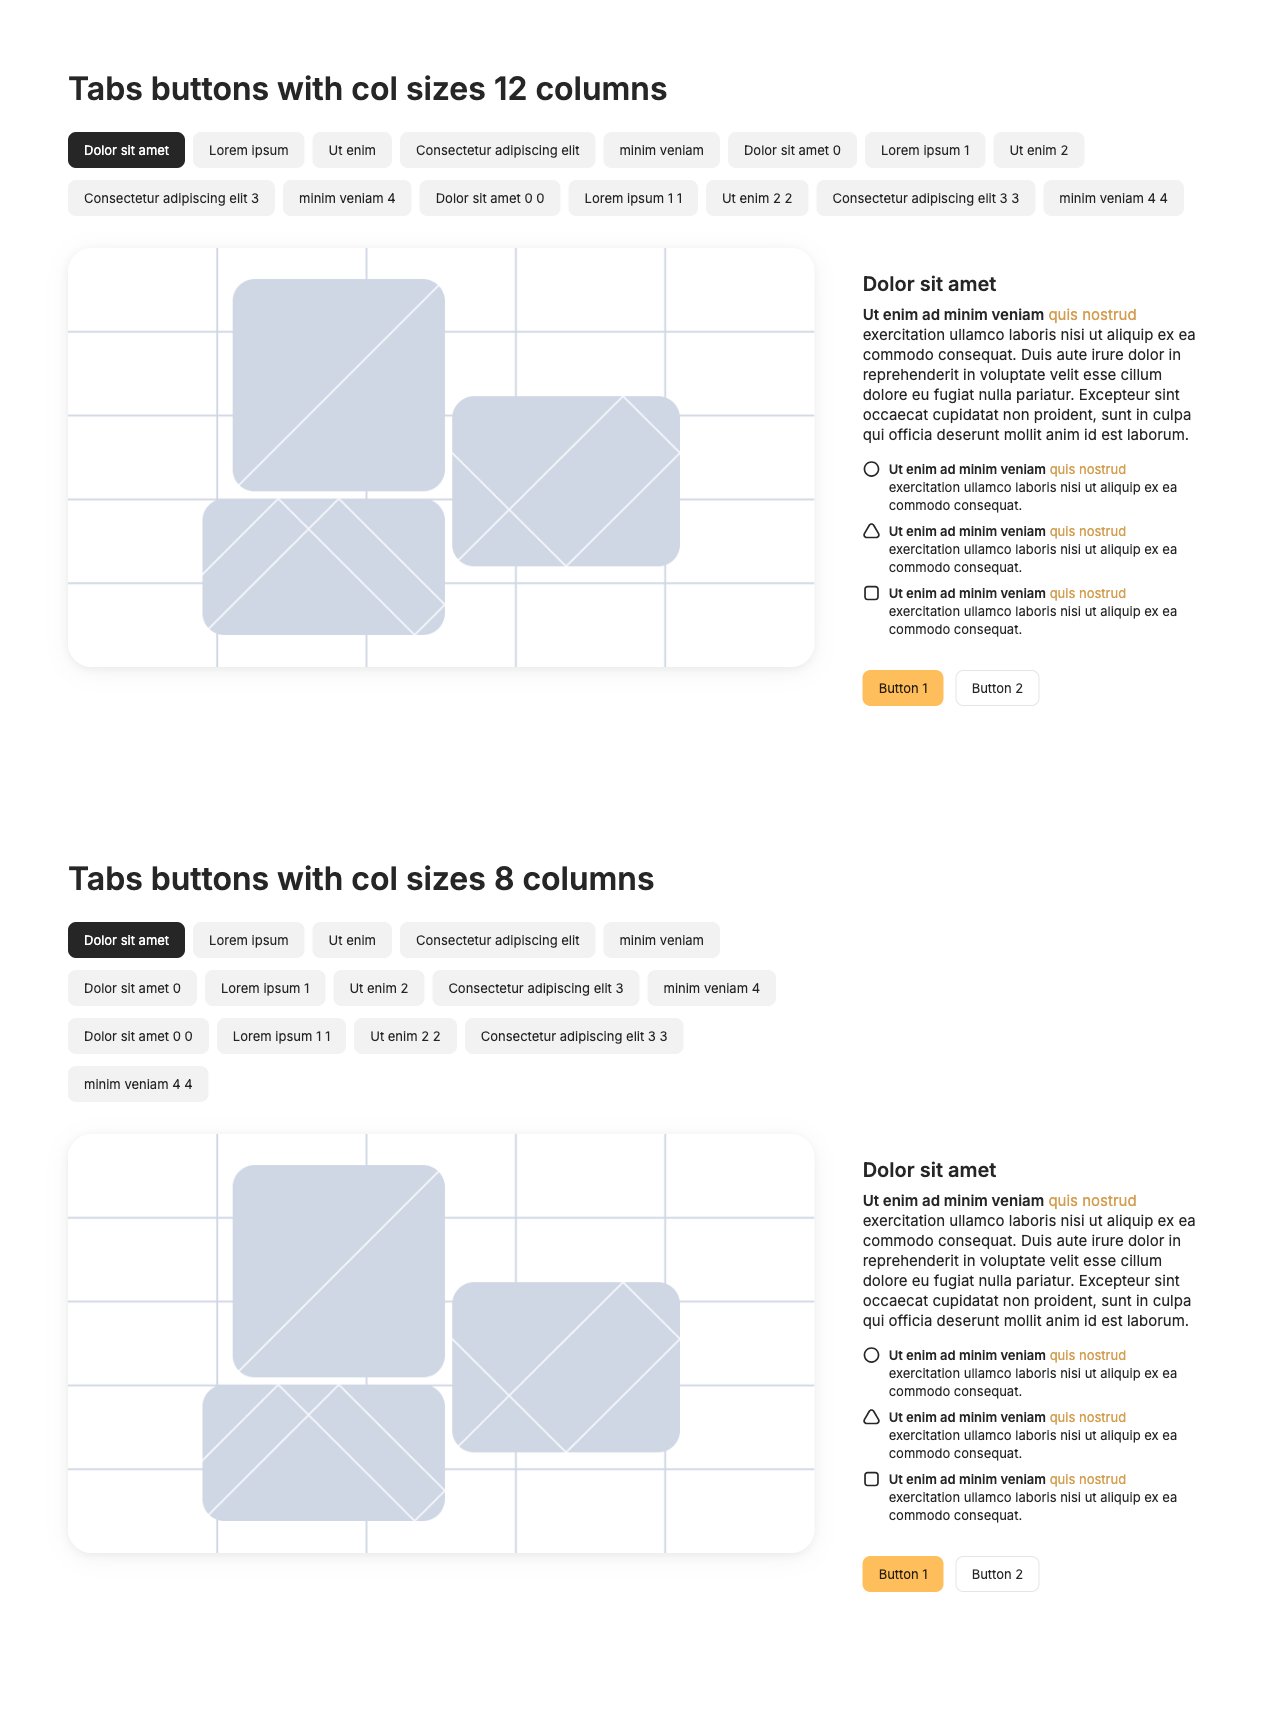 Tabs buttons with col sizes 12 columns
Dolor sit amet Lorem ipsum Ut enim Consectetur adipiscing elit minim veniam Dolor sit amet 0 Lorem ipsum 1 Ut enim 2
Consectetur adipiscing elit 3 minim veniam 4 Dolor sit amet 0 0 Lorem ipsum 1 1 Ut enim 2 2 Consectetur adipiscing elit 3 3 minim veniam 4 4
Dolor sit amet
Ut enim ad minim veniam quis nostrud
exercitation ullamco laboris nisi ut aliquip ex ea
commodo consequat. Duis aute irure dolor in
reprehenderit in voluptate velit esse cillum
dolore eu fugiat nulla pariatur. Excepteur sint
occaecat cupidatat non proident, sunt in culpa
qui officia deserunt mollit anim id est laborum.
Ut enim ad minim veniam quis nostrud
exercitation ullamco laboris nisi ut aliquip ex ea
commodo consequat.
Ut enim ad minim veniam quis nostrud
exercitation ullamco laboris nisi ut aliquip ex ea
commodo consequat.
Ut enim ad minim veniam quis nostrud
exercitation ullamco laboris nisi ut aliquip ex ea
commodo consequat.
Button 1 Button 2
Tabs buttons with col sizes 8 columns
Dolor sit amet Lorem ipsum Ut enim Consectetur adipiscing elit minim veniam
Dolor sit amet 0 Lorem ipsum 1 Ut enim 2 Consectetur adipiscing elit 3 minim veniam 4
Dolor sit amet 0 0 Lorem ipsum 1 1 Ut enim 2 2 Consectetur adipiscing elit 3 3
minim veniam 4 4
Dolor sit amet
Ut enim ad minim veniam quis nostrud
exercitation ullamco laboris nisi ut aliquip ex ea
commodo consequat. Duis aute irure dolor in
reprehenderit in voluptate velit esse cillum
dolore eu fugiat nulla pariatur. Excepteur sint
occaecat cupidatat non proident, sunt in culpa
qui officia deserunt mollit anim id est laborum.
Ut enim ad minim veniam quis nostrud
exercitation ullamco laboris nisi ut aliquip ex ea
commodo consequat.
Ut enim ad minim veniam quis nostrud
exercitation ullamco laboris nisi ut aliquip ex ea
commodo consequat.
Ut enim ad minim veniam quis nostrud
exercitation ullamco laboris nisi ut aliquip ex ea
commodo consequat.
Button 1 Button 2